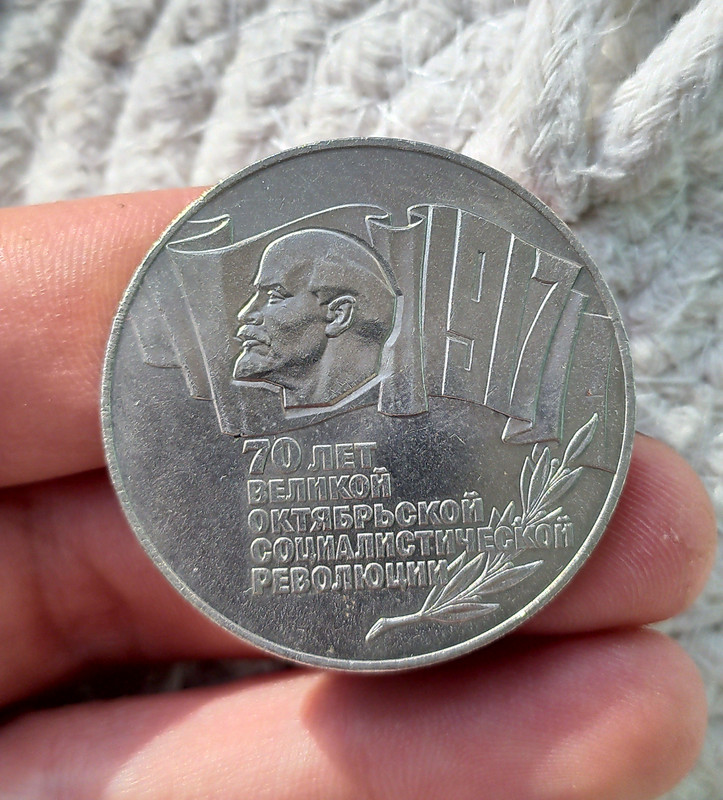 1917
70 ЛЕТ
ВЕЛИКОЙ
ОКТЯБРЬСКОЙ
СОЦИАЛИСТИЧЕСКОЙ
РЕВОЛЮЦИИ